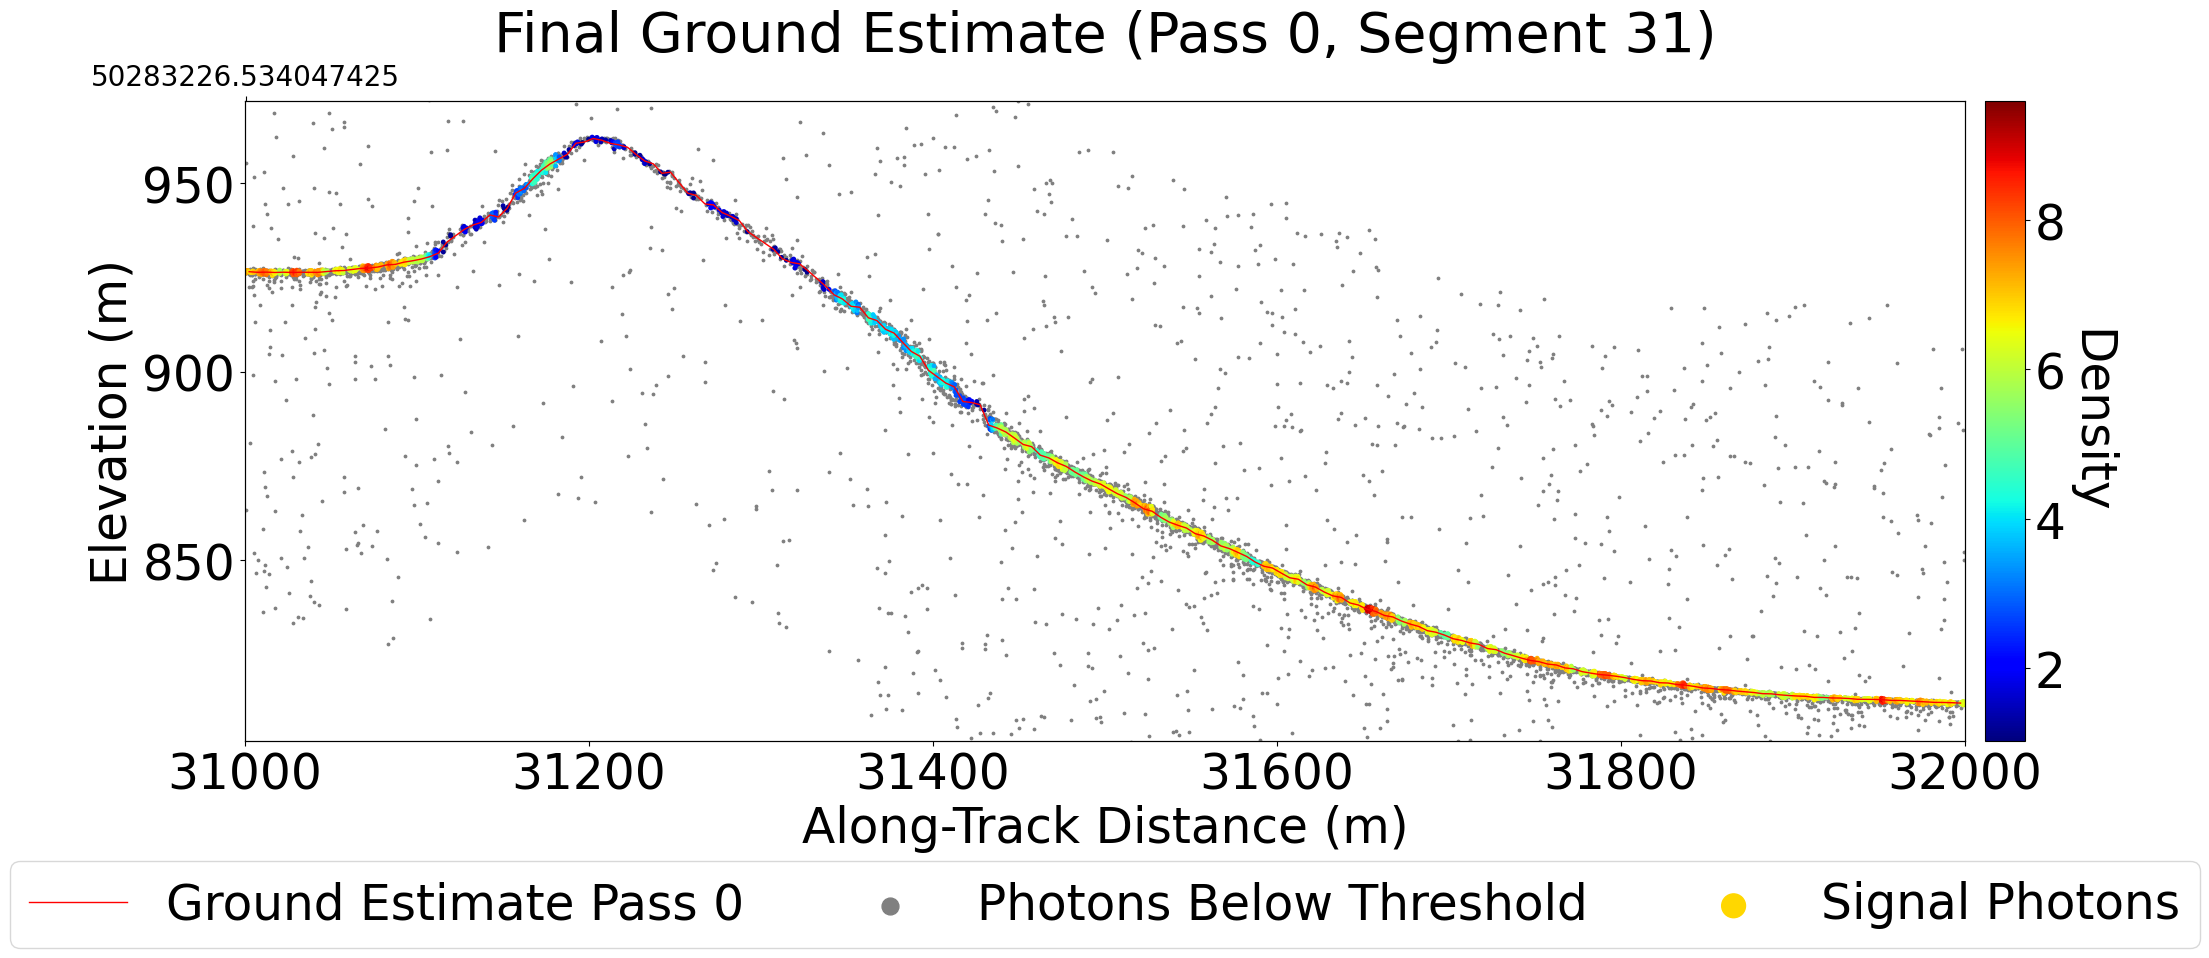 Final Ground Estimate (Pass 0, Segment 31)
50283226.534047425
950
900
850
Elevation (m)
31000 31200 31400 31600 31800 32000
Along-Track Distance (m)
8
6
4
2
Density
Ground Estimate Pass 0 Photons Below Threshold Signal Photons